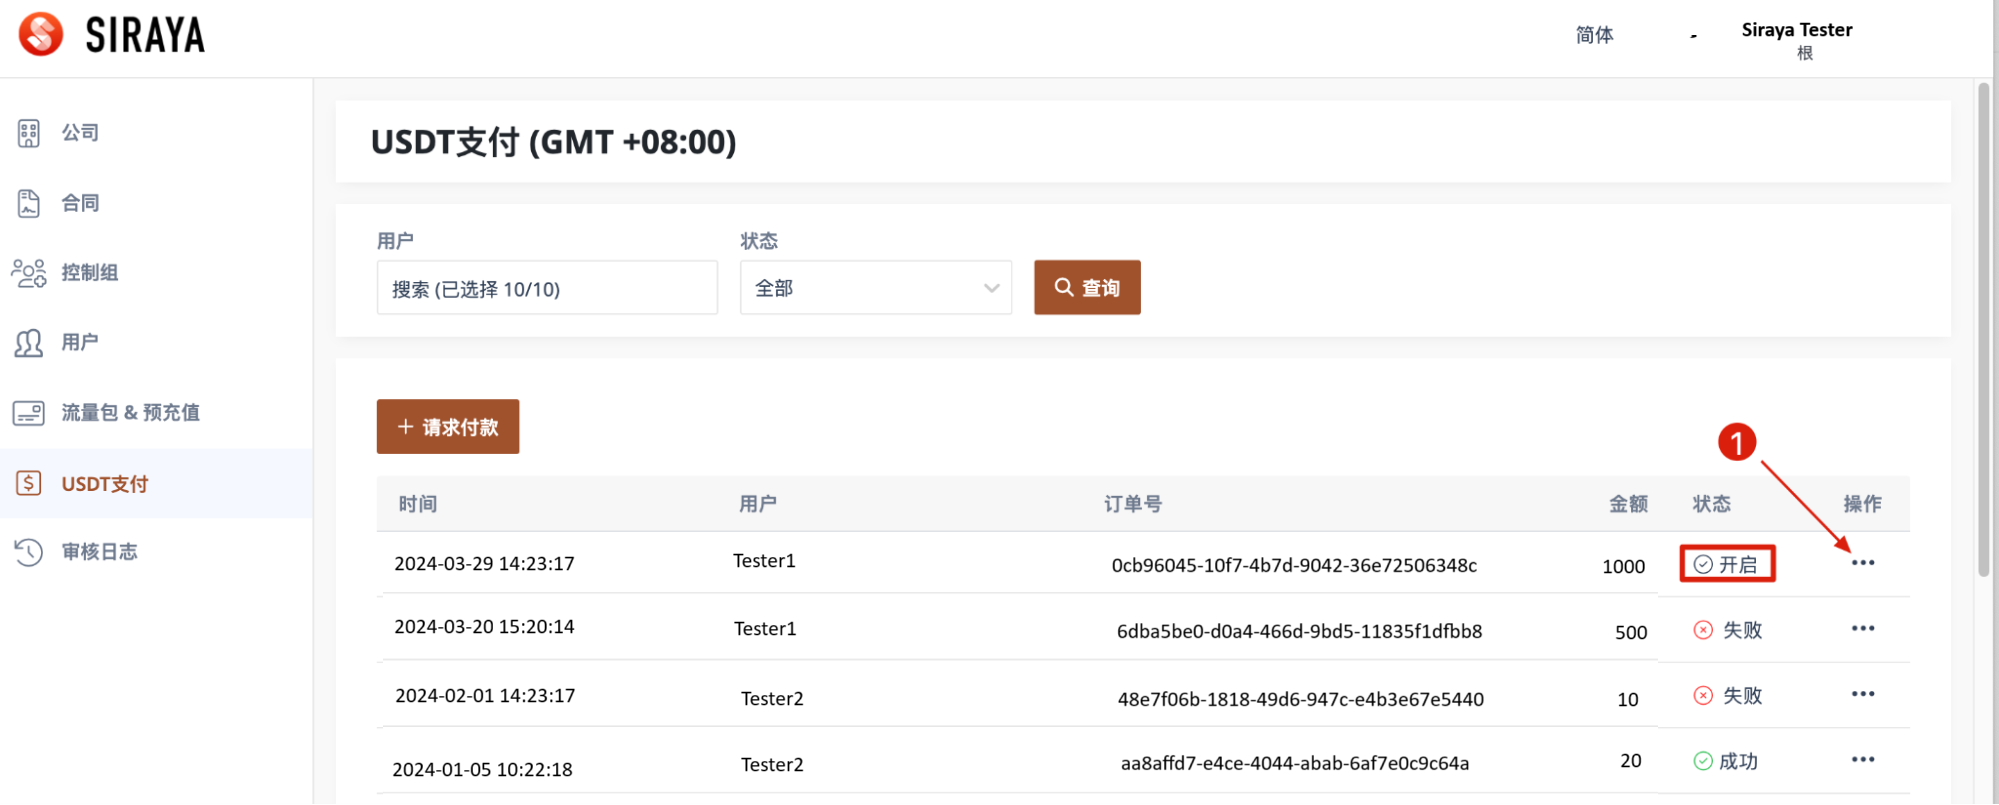 SIRAYA
简体
Siraya Tester
根
公司
合同
控制组
用户
流量包 & 预充值
USDT支付
审核日志
USDT支付 (GMT +08:00)
用户 状态
搜索 (已选择 10/10) 全部 查询
+ 请求付款
1
时间 用户 订单号 金额 状态 操作
2024-03-29 14:23:17 Tester1 0cb96045-10f7-4b7d-9042-36e72506348c 1000 开启 •••
2024-03-20 15:20:14 Tester1 6dba5be0-d0a4-466d-9bd5-11835f1dfbb8 500 失败 •••
2024-02-01 14:23:17 Tester2 48e7f06b-1818-49d6-947c-e4b3e67e5440 10 失败 •••
2024-01-05 10:22:18 Tester2 aa8affd7-e4ce-4044-abab-6af7e0c9c64a 20 成功 •••